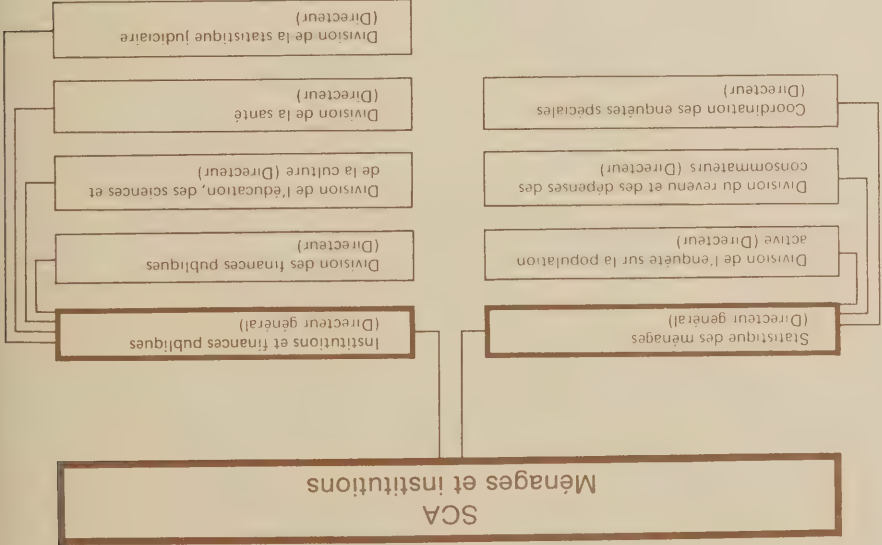 SCA
Ménages et institutions
Statistique des ménages
(Directeur général)
Division de l'enquête sur la population
active (Directeur)
Division du revenu et des dépenses des
consommateurs (Directeur)
Coordination des enquêtes spéciales
(Directeur)
Institutions et finances publiques
(Directeur général)
Division des finances publiques
(Directeur)
Division de l'éducation, des sciences et
de la culture (Directeur)
Division de la santé
(Directeur)
Division de la statistique judiciaire
(Directeur)